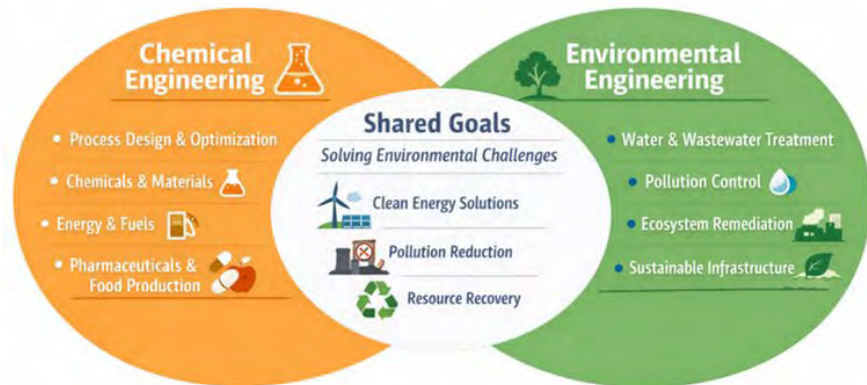 Chemical
Engineering
• Process Design & Optimization
• Chemicals & Materials
• Energy & Fuels
• Pharmaceuticals &
Food Production
Shared Goals
Solving Environmental Challenges
Clean Energy Solutions
Pollution Reduction
Resource Recovery
Environmental
Engineering
• Water & Wastewater Treatment
• Pollution Control
• Ecosystem Remediation
• Sustainable Infrastructure